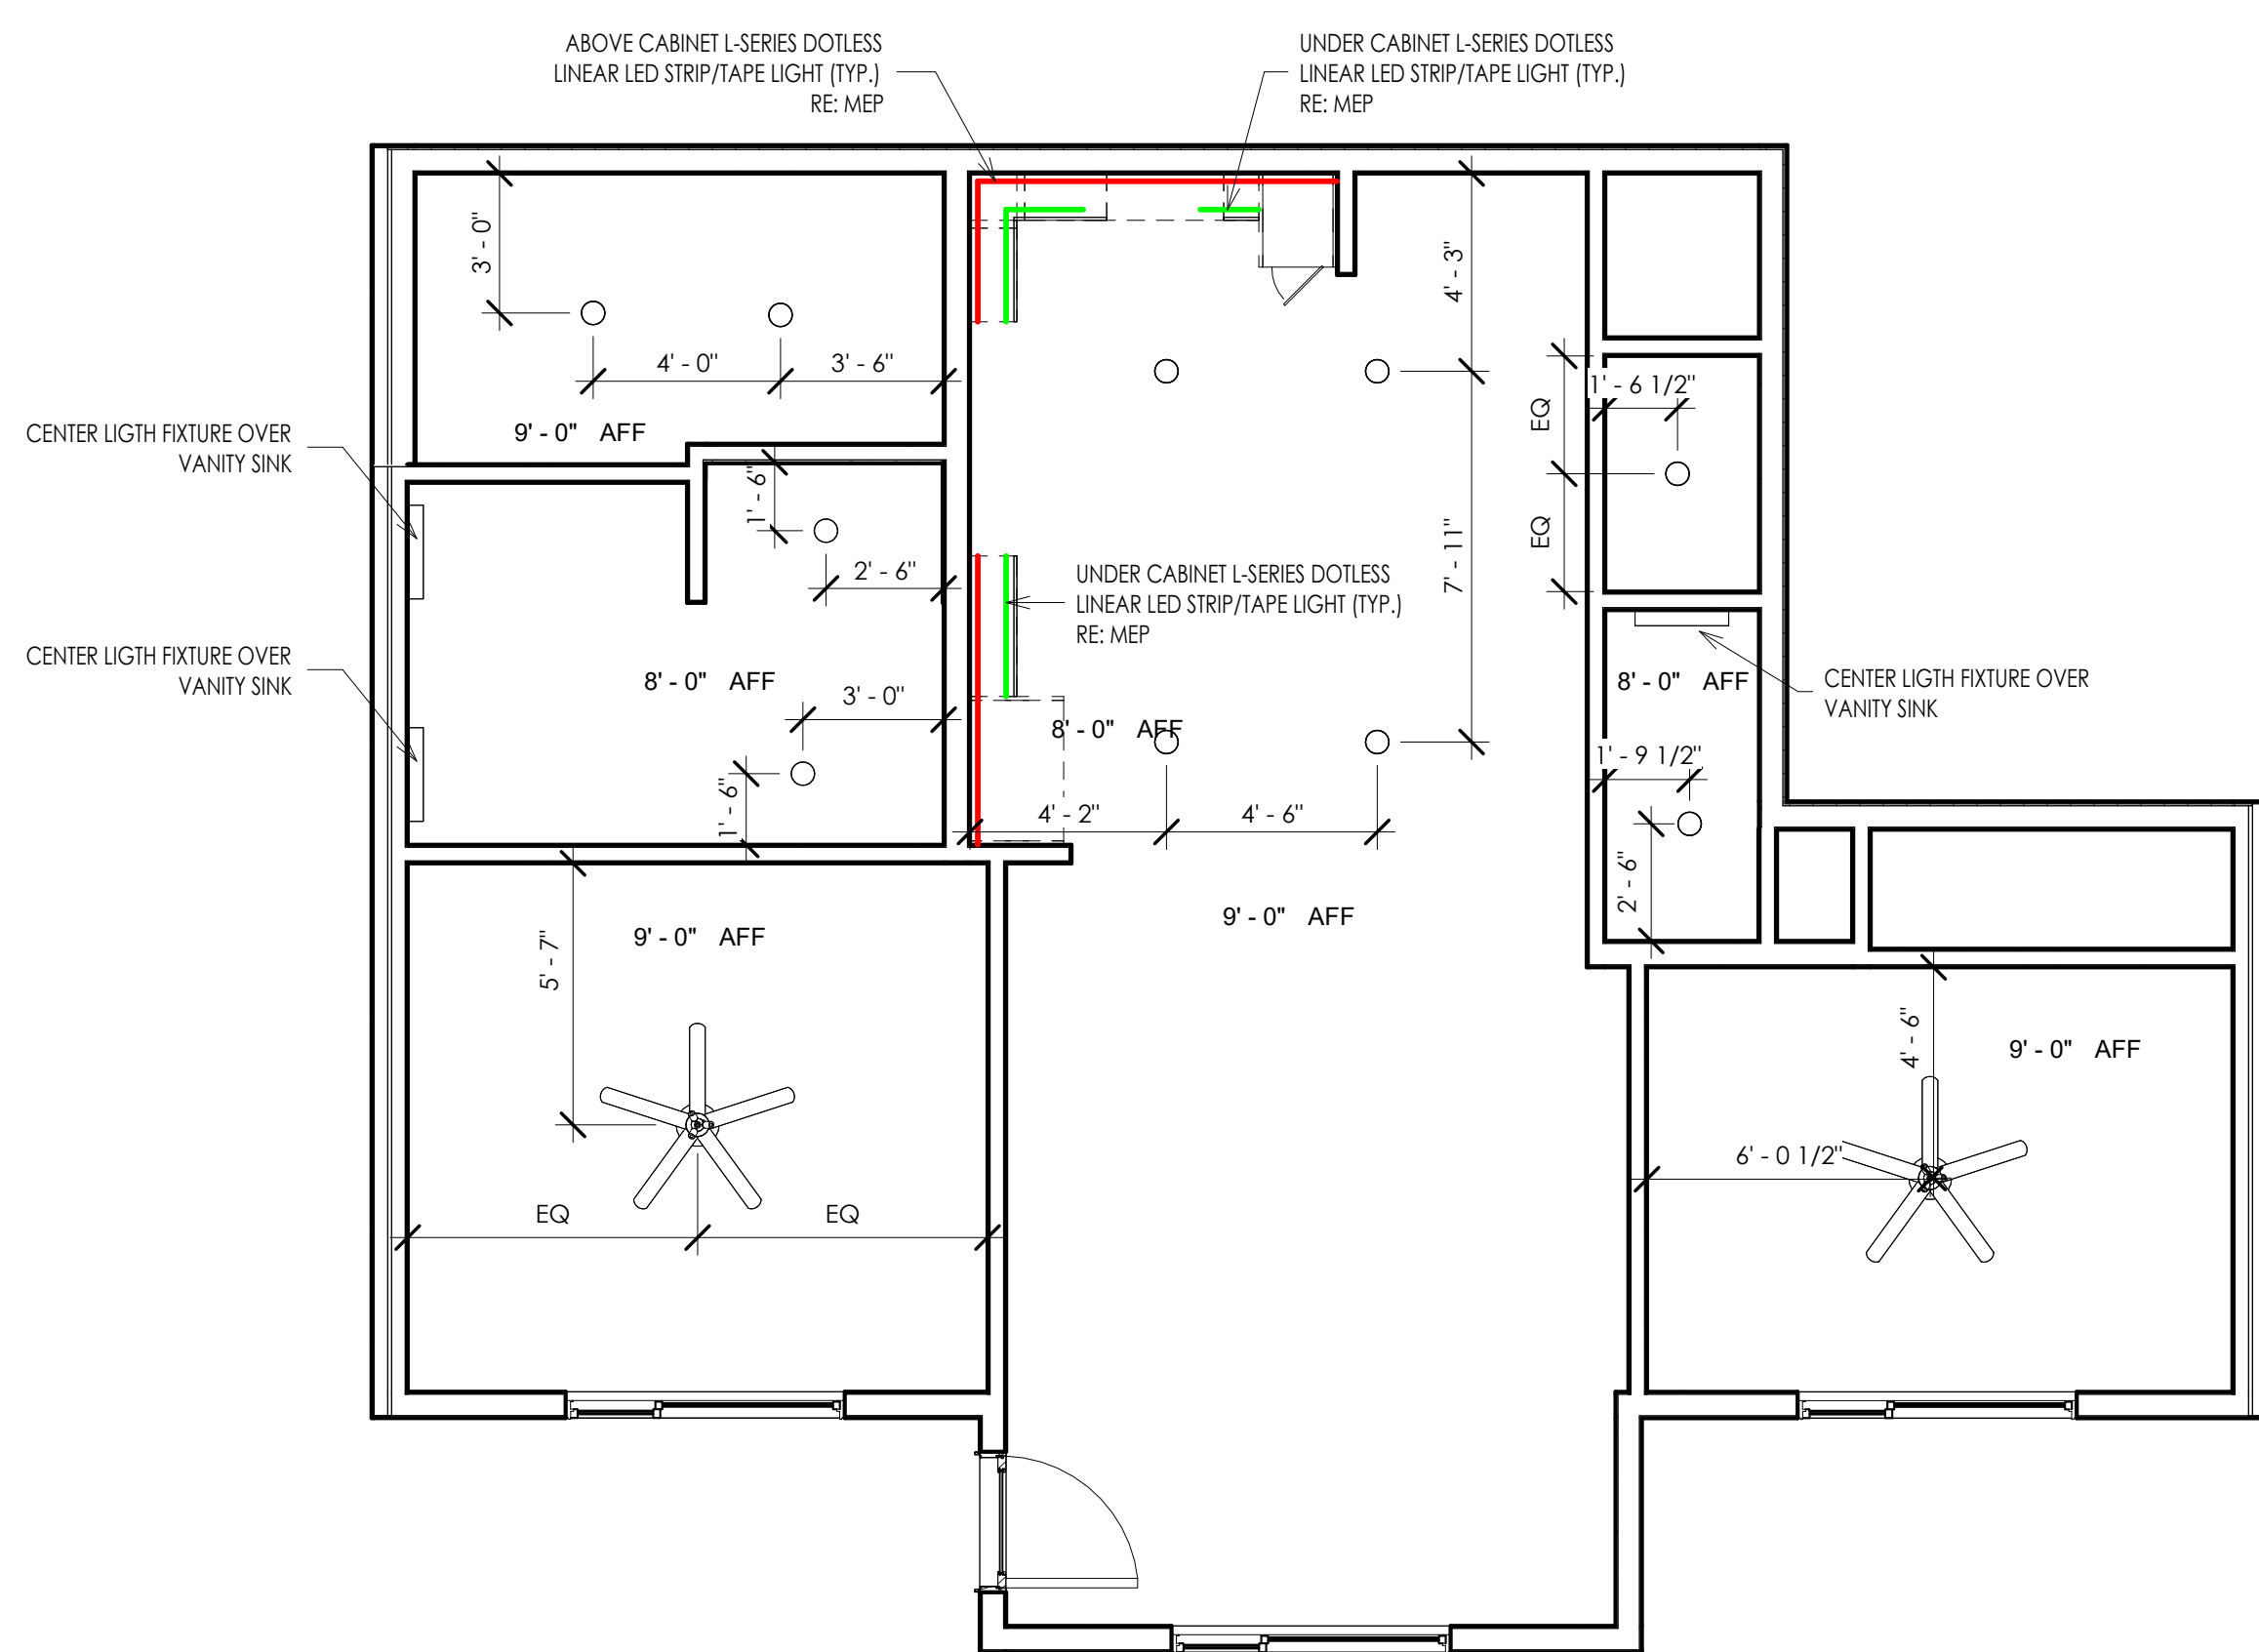 ABOVE CABINET L-SERIES DOTLESS
LINEAR LED STRIP/TAPE LIGHT (TYP.)
RE: MEP
UNDER CABINET L-SERIES DOTLESS
LINEAR LED STRIP/TAPE LIGHT (TYP.)
RE: MEP
3' - 0"
4' - 3"
4' - 0"
3' - 6"
1' - 6 1/2"
EQ
CENTER LIGTH FIXTURE OVER
VANITY SINK
9' - 0" AFF
1' - 6"
EQ
2' - 6"
7' - 11"
UNDER CABINET L-SERIES DOTLESS
LINEAR LED STRIP/TAPE LIGHT (TYP.)
RE: MEP
CENTER LIGTH FIXTURE OVER
VANITY SINK
8' - 0" AFF
3' - 0"
8' - 0" AFF
CENTER LIGTH FIXTURE OVER
VANITY SINK
8' - 0" AFF
1' - 9 1/2"
1' - 6"
4' - 2"
4' - 6"
2' - 6"
9' - 0" AFF
9' - 0" AFF
5' - 7"
4' - 6"
9' - 0" AFF
6' - 0 1/2"
EQ
EQ